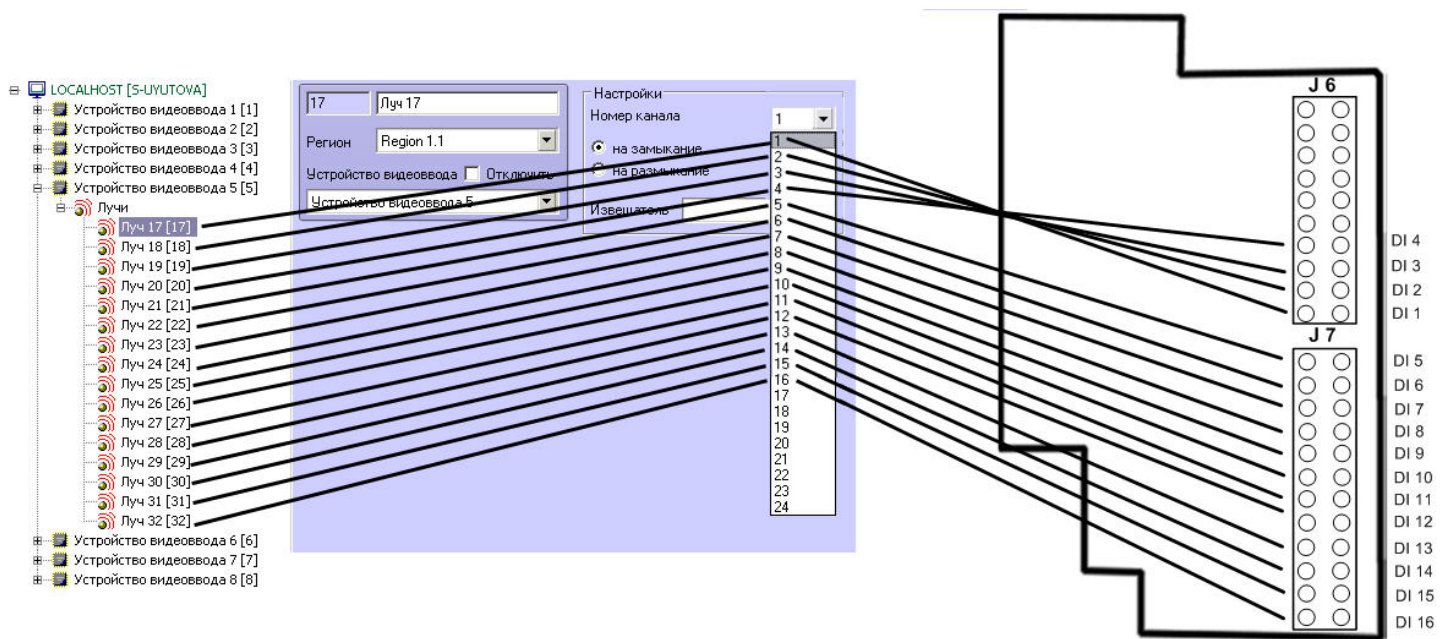 LOCALHOST [S-UYUTOVA]
Устройство видеоввода 1 [1]
Устройство видеоввода 2 [2]
Устройство видеоввода 3 [3]
Устройство видеоввода 4 [4]
Устройство видеоввода 5 [5]
Лучи
Луч 17 [17]
Луч 18 [18]
Луч 19 [19]
Луч 20 [20]
Луч 21 [21]
Луч 22 [22]
Луч 23 [23]
Луч 24 [24]
Луч 25 [25]
Луч 26 [26]
Луч 27 [27]
Луч 28 [28]
Луч 29 [29]
Луч 30 [30]
Луч 31 [31]
Луч 32 [32]
Устройство видеоввода 6 [6]
Устройство видеоввода 7 [7]
Устройство видеоввода 8 [8]
17
Луч 17
Регион
Region 1.1
Устройство видеоввода
Отключить
Устройство видеоввода 5
Настройки
Номер канала
1
на замыкание
на размыкание
Извещатель
1
2
3
4
5
6
7
8
9
10
11
12
13
14
15
16
17
18
19
20
21
22
23
24
J 6
DI 4
DI 3
DI 2
DI 1
J 7
DI 5
DI 6
DI 7
DI 8
DI 9
DI 10
DI 11
DI 12
DI 13
DI 14
DI 15
DI 16